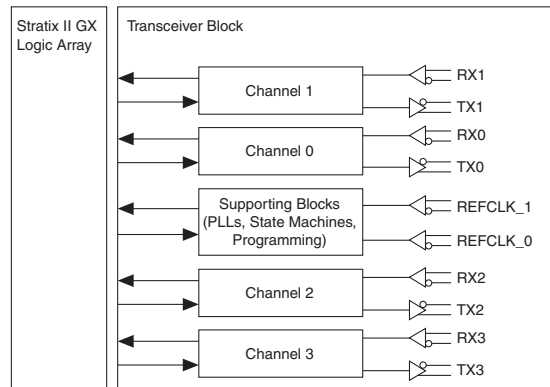 Stratix II GX
Logic Array
Transceiver Block
Channel 1
RX1
TX1
Channel 0
RX0
TX0
Supporting Blocks
(PLLs, State Machines,
Programming)
REFCLK_1
REFCLK_0
Channel 2
RX2
TX2
Channel 3
RX3
TX3